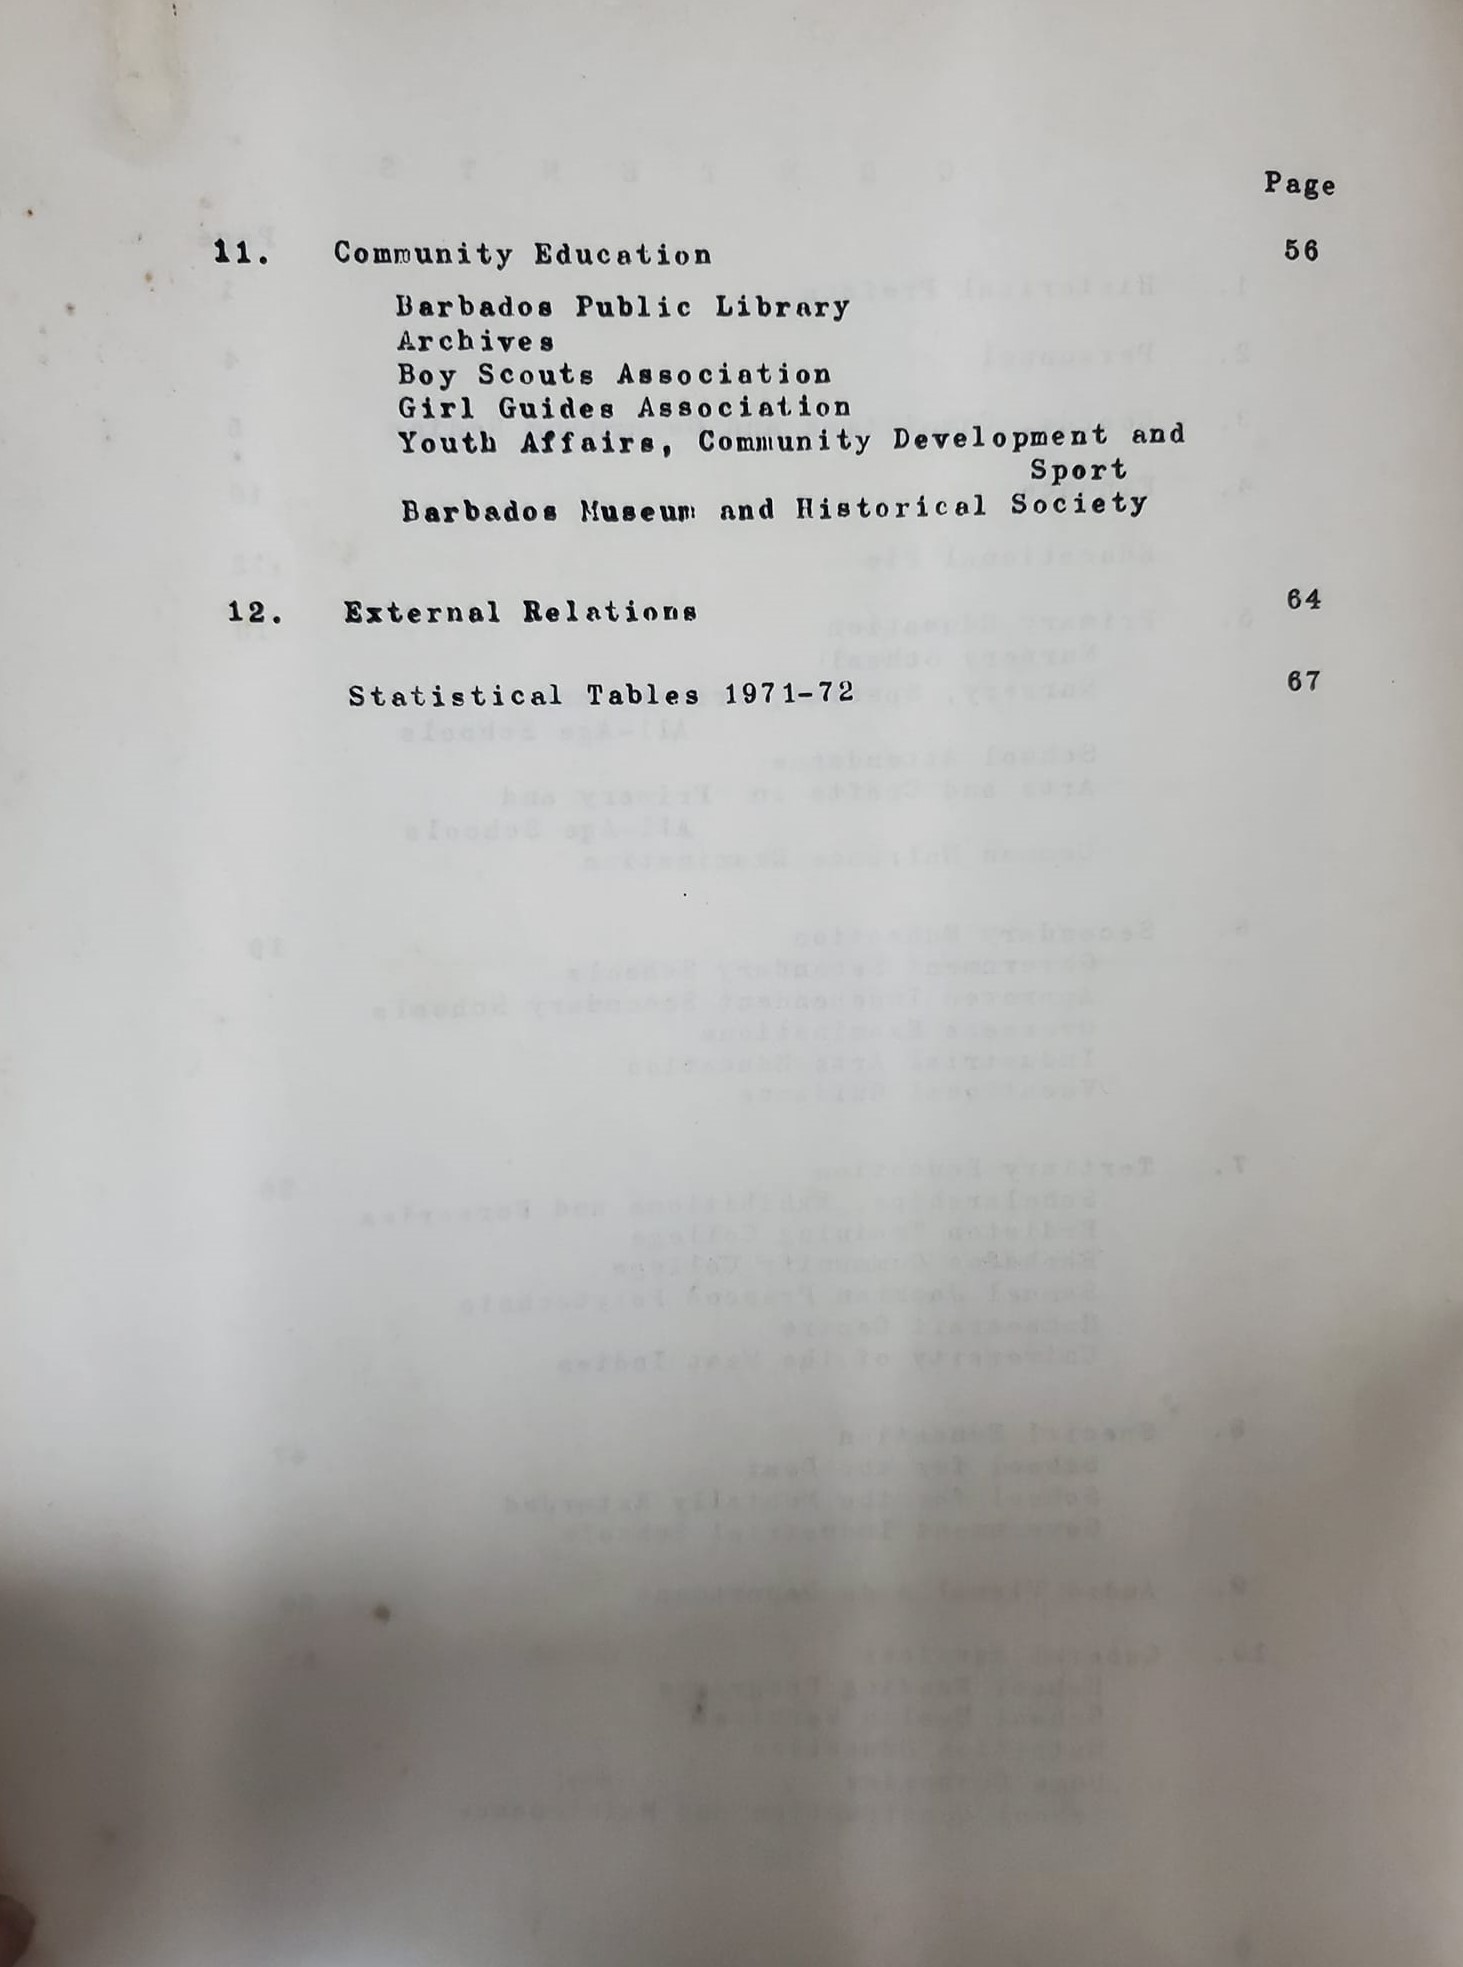 Page
11. Community Education 56
Barbados Public Library
Archives
Boy Scouts Association
Girl Guides Association
Youth Affairs, Community Development and
Sport
Barbados Museum and Historical Society
12. External Relations 64
Statistical Tables 1971-72 67